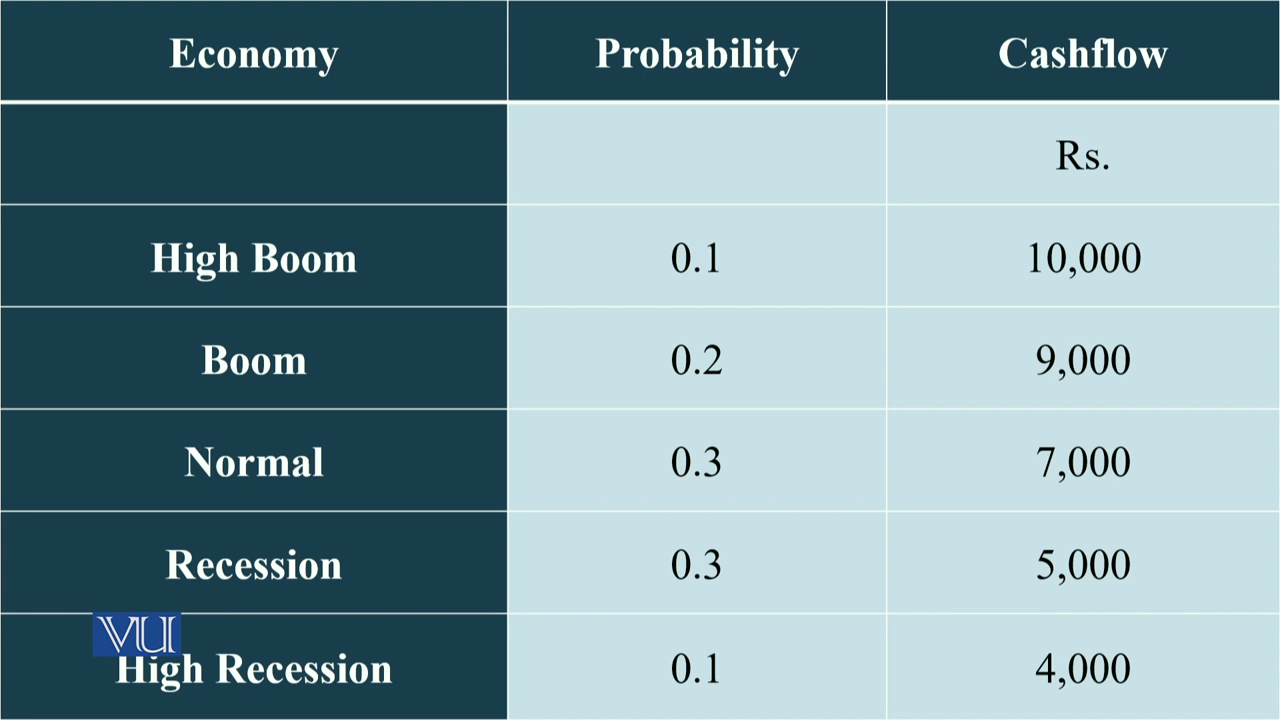 Economy Probability Cashflow
Rs.
High Boom 0.1 10,000
Boom 0.2 9,000
Normal 0.3 7,000
Recession 0.3 5,000
VU
High Recession 0.1 4,000